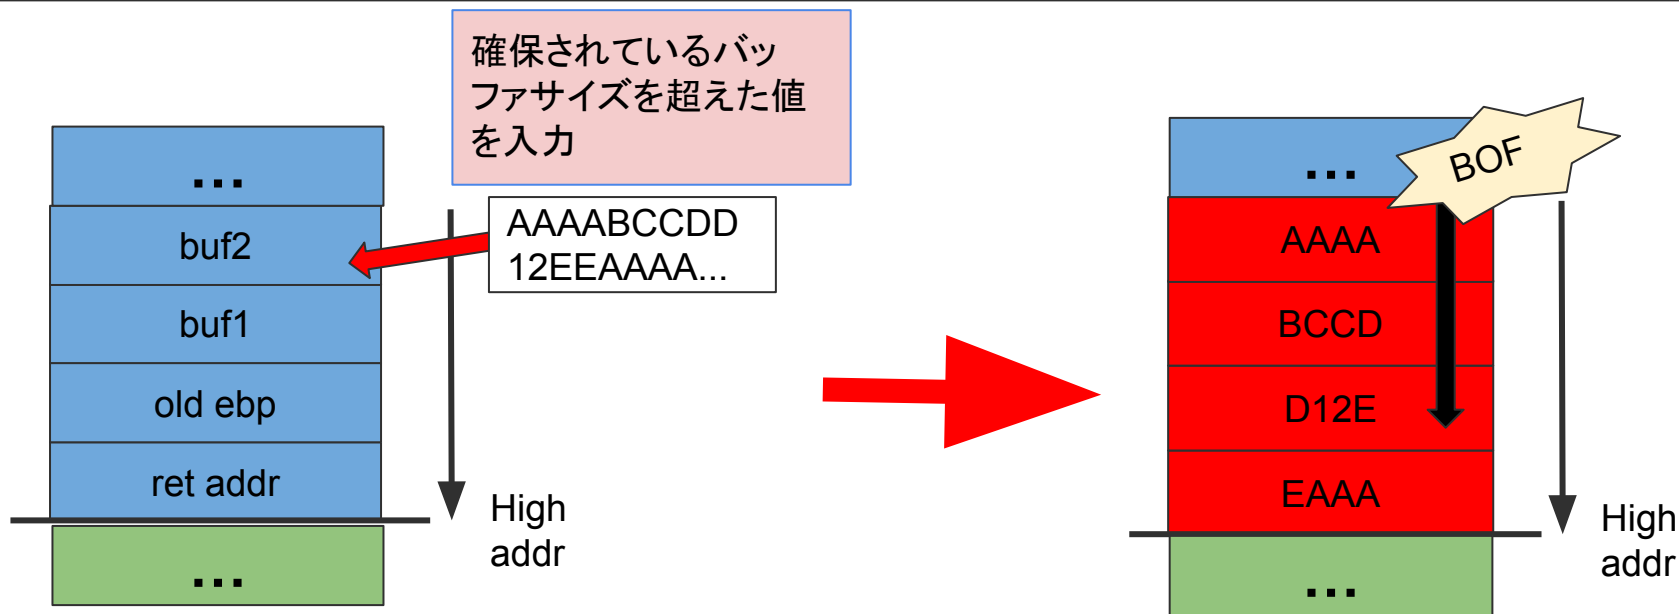 確保されているバッ
ファサイズを超えた値
を入力
...
buf2
buf1
old ebp
ret addr
...
AAAABCCDD
12EEAAAA...
High
addr
...
BOF
AAAA
BCCD
D12E
EAAA
...
High
addr